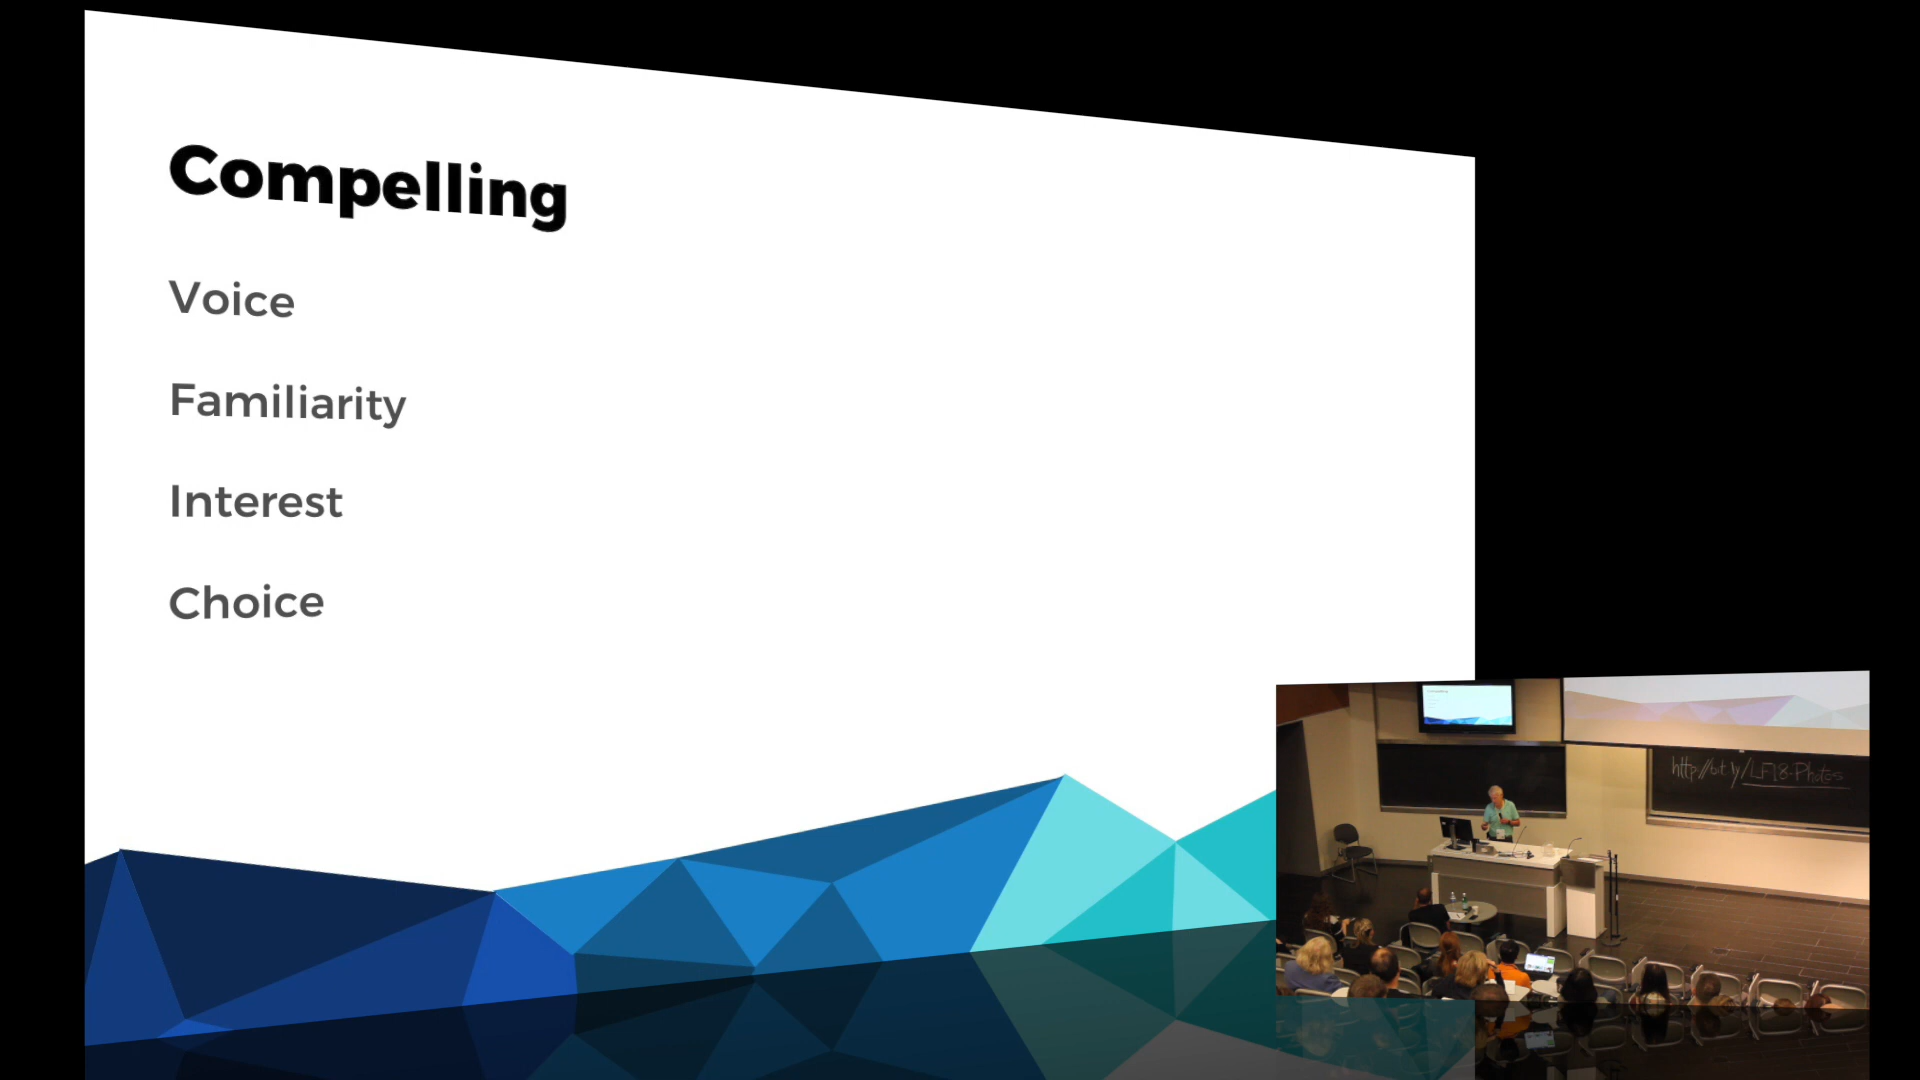 Compelling
Voice
Familiarity
Interest
Choice
http://bit.ly/LF18-Photos